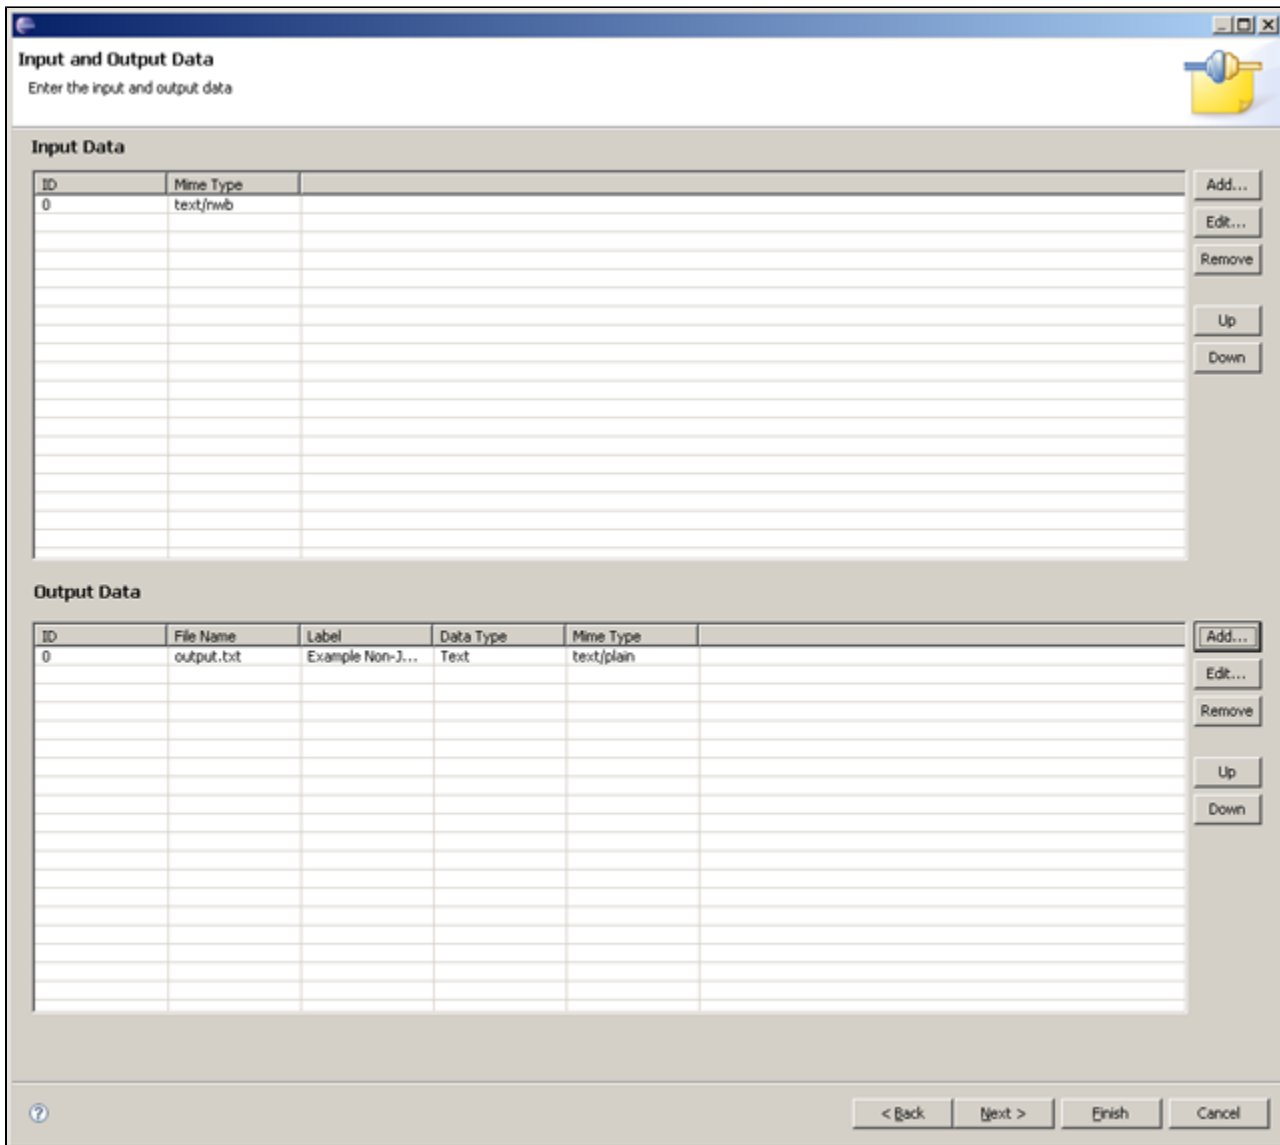 Input and Output Data
Enter the input and output data
Input Data
ID Mime Type
0 text/nwb
Add...
Edit...
Remove
Up
Down
Output Data
ID File Name Label Data Type Mime Type
0 output.txt Example Non-J... Text text/plain
Add...
Edit...
Remove
Up
Down
? < Back Next > Finish Cancel